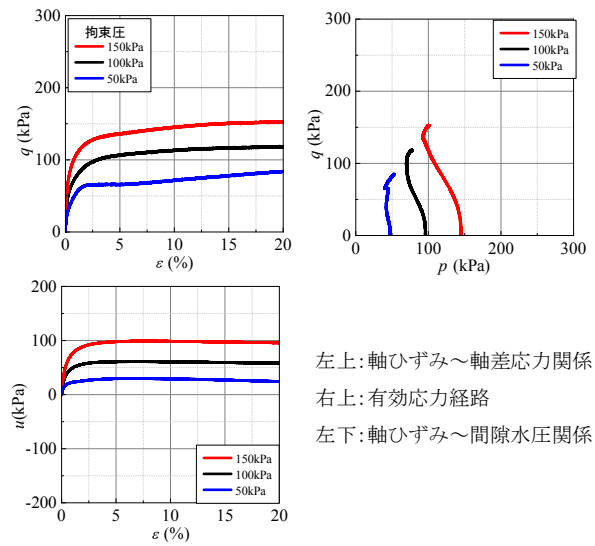 300
200
100
0
q (kPa)
拘束圧
150kPa
100kPa
50kPa
0 5 10 15 20
ε (%)
300
200
100
0
q (kPa)
150kPa
100kPa
50kPa
0 100 200 300
p (kPa)
200
100
0
-100
-200
u(kPa)
150kPa
100kPa
50kPa
0 5 10 15 20
ε (%)
左上:軸ひずみ～軸差応力関係
右上:有効応力経路
左下:軸ひずみ～間隙水圧関係